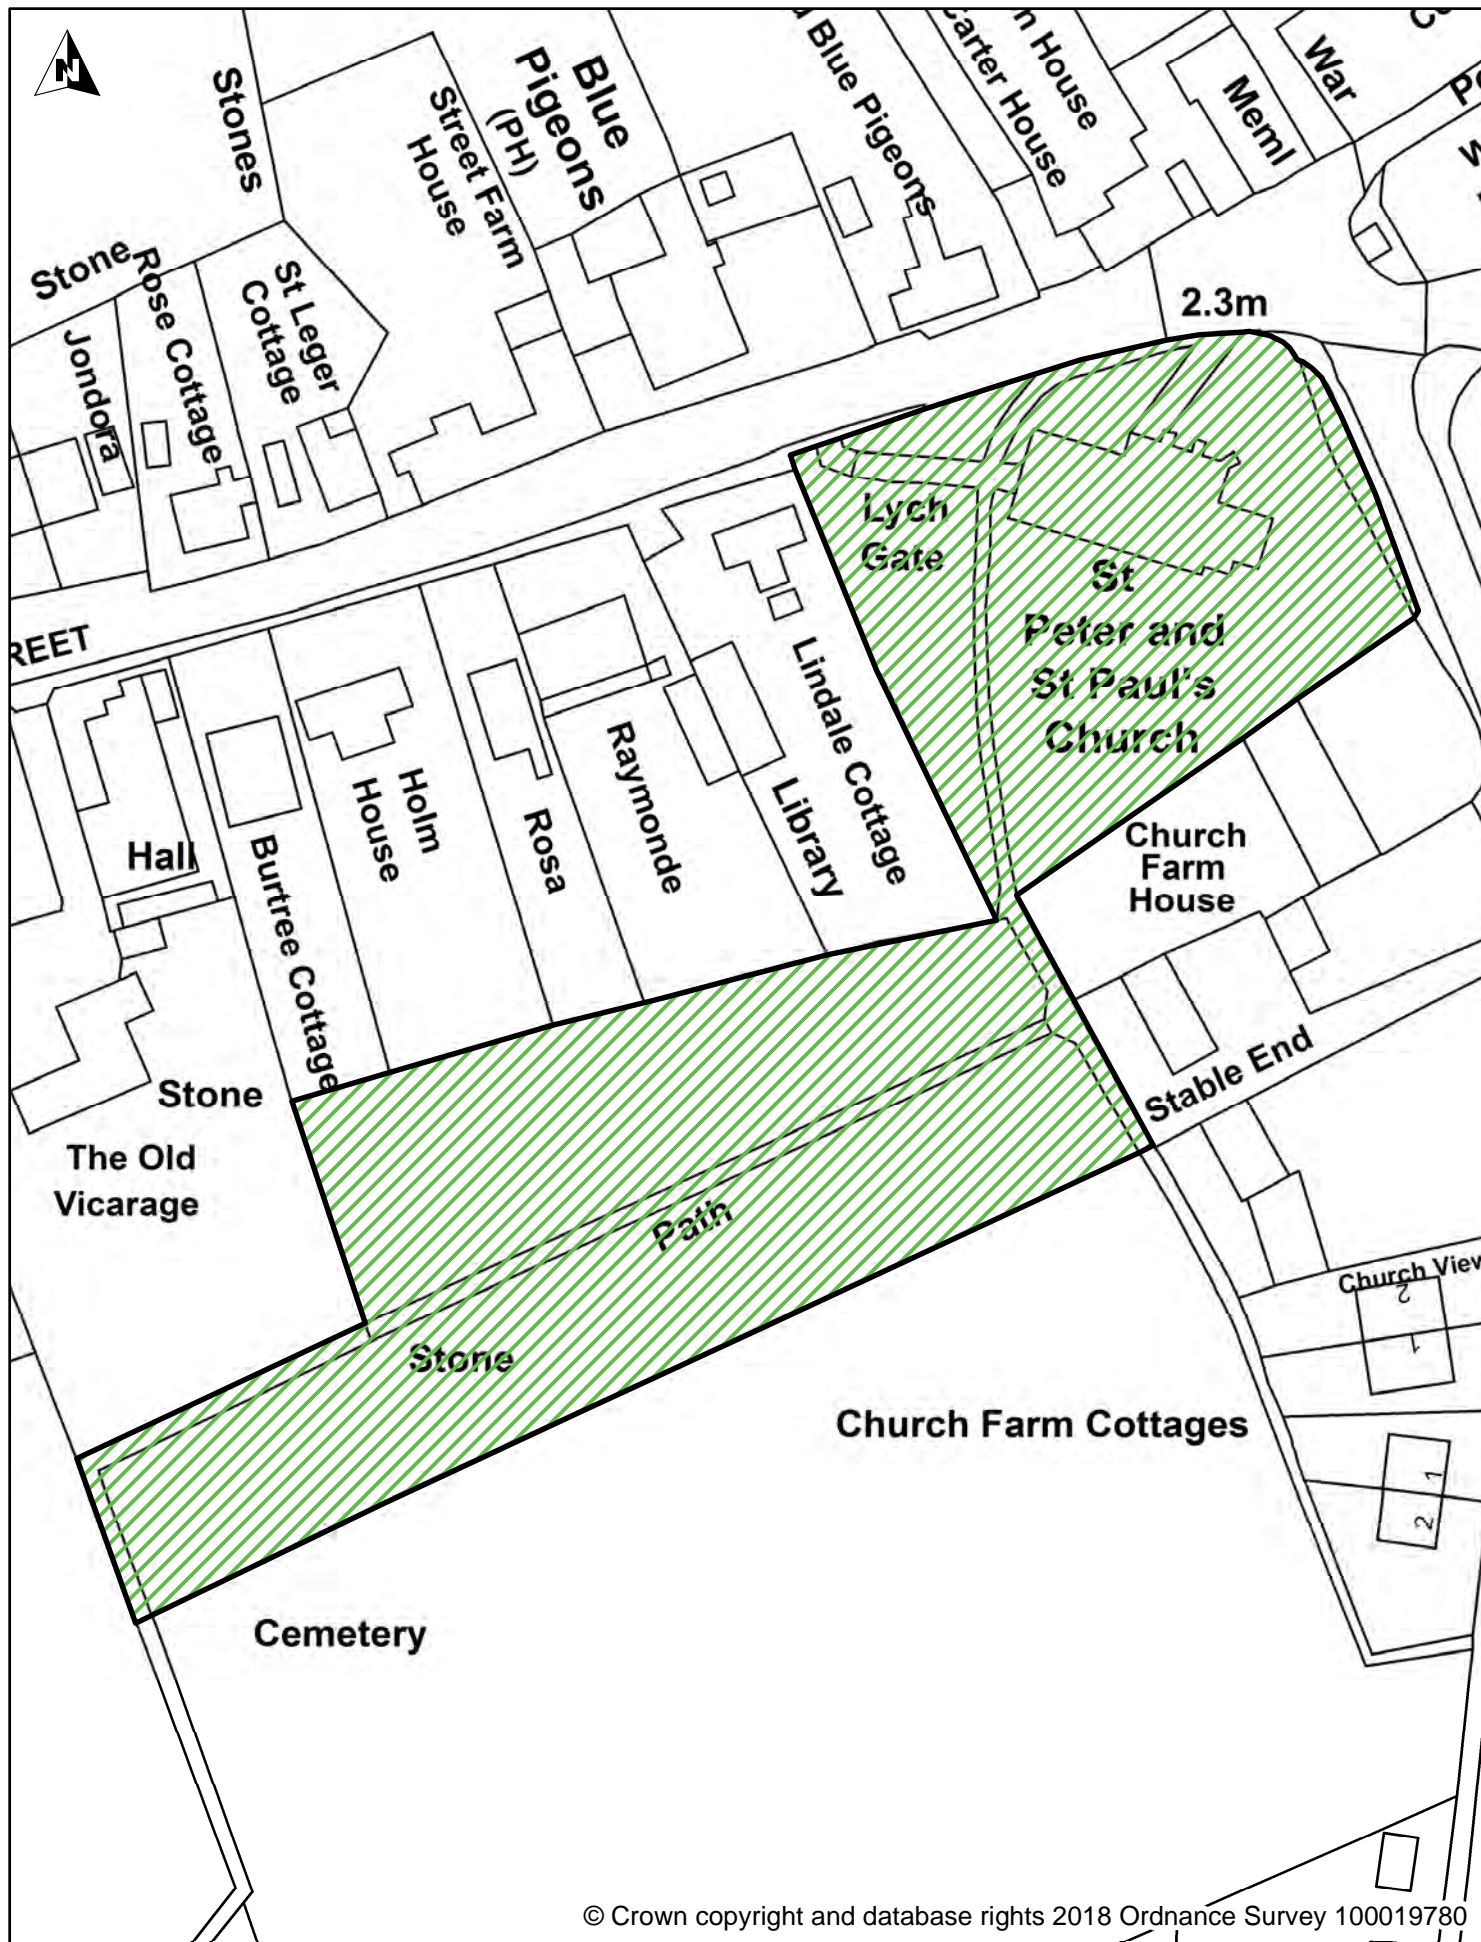 N
Stones
Street Farm
House
Blue
Pigeons
(PH)
Blue Pigeons
Carter House
House
Meml
War
Stone
Rose Cottage
St Leger
Cottage
Jondora
2.3m
Lych
Gate
St
Peter and
St Paul's
Church
REET
Lindale Cottage
Library
Raymonde
Rosa
Holm
House
Hall
Burtree Cottage
Church
Farm
House
Stable End
Stone
The Old
Vicarage
Path
Stone
Church View
2
1
Church Farm Cottages
1
2
Cemetery
© Crown copyright and database rights 2018 Ordnance Survey 100019780